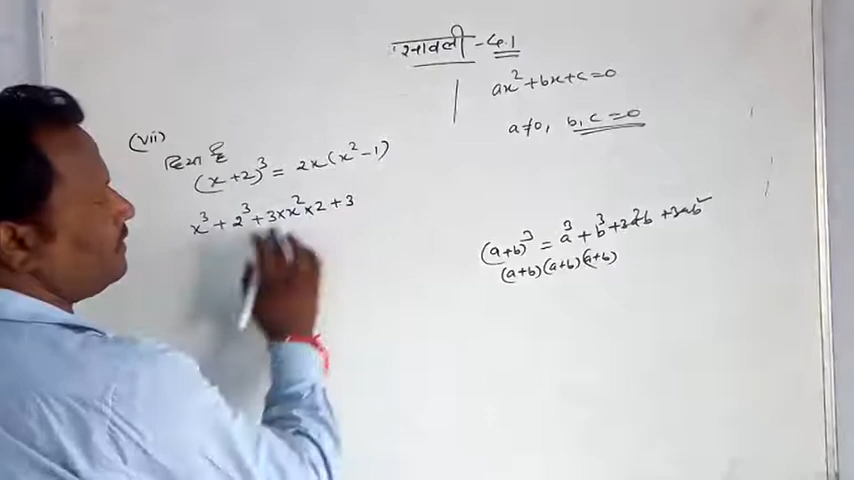 प्रश्नावली - 4.1
ax² + bx + c = 0
a ≠ 0, b, c = 0
(vii)
दिया है
(x+2)³ = 2x(x²-1)
x³ + 2³ + 3×x²×2 + 3
(a+b)³ = a³ + b³ + 3a²b + 3ab²
(a+b)(a+b)(a+b)